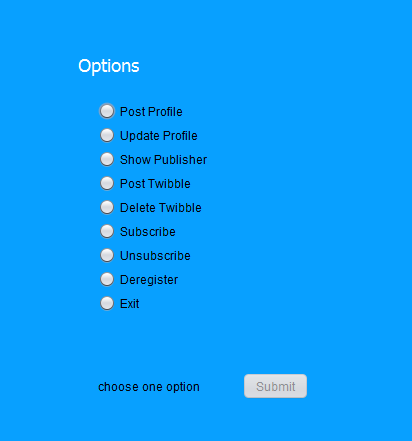 Options
Post Profile
Update Profile
Show Publisher
Post Twibble
Delete Twibble
Subscribe
Unsubscribe
Deregister
Exit
choose one option Submit